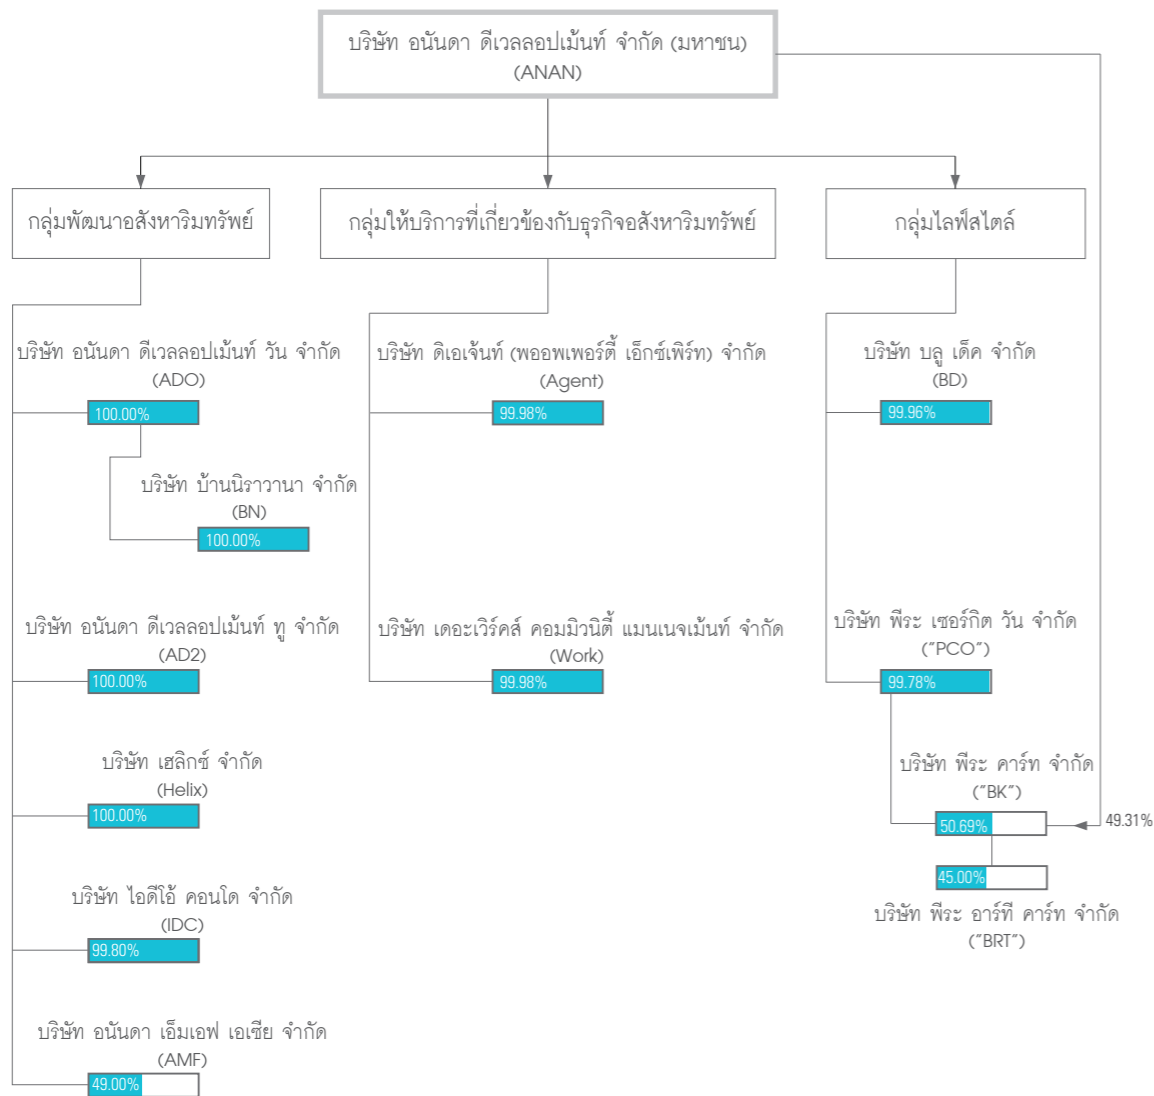 บริษัท อนันดา ดีเวลลอปเม้นท์ จำกัด (มหาชน)
(ANAN)
กลุ่มพัฒนาอสังหาริมทรัพย์
กลุ่มให้บริการที่เกี่ยวข้องกับธุรกิจอสังหาริมทรัพย์
กลุ่มไลฟ์สไตล์
บริษัท อนันดา ดีเวลลอปเม้นท์ วัน จำกัด
(ADO)
100.00%
บริษัท บ้านนิราวานา จำกัด
(BN)
100.00%
บริษัท อนันดา ดีเวลลอปเม้นท์ ทู จำกัด
(AD2)
100.00%
บริษัท เฮลิกซ์ จำกัด
(Helix)
100.00%
บริษัท ไอดีโอ้ คอนโด จำกัด
(IDC)
99.80%
บริษัท อนันดา เอ็มเอฟ เอเซีย จำกัด
(AMF)
49.00%
บริษัท ดิเอเจ้นท์ (พออพเพอร์ตี้ เอ็กซ์เพิร์ท) จำกัด
(Agent)
99.98%
บริษัท เดอะเวิร์คส์ คอมมิวนิตี้ แมนเนจเม้นท์ จำกัด
(Work)
99.98%
บริษัท บลู เด็ค จำกัด
(BD)
99.96%
บริษัท พีระ เซอร์กิต วัน จำกัด
("PCO")
99.78%
บริษัท พีระ คาร์ท จำกัด
("BK")
50.69%
49.31%
45.00%
บริษัท พีระ อาร์ที คาร์ท จำกัด
("BRT")